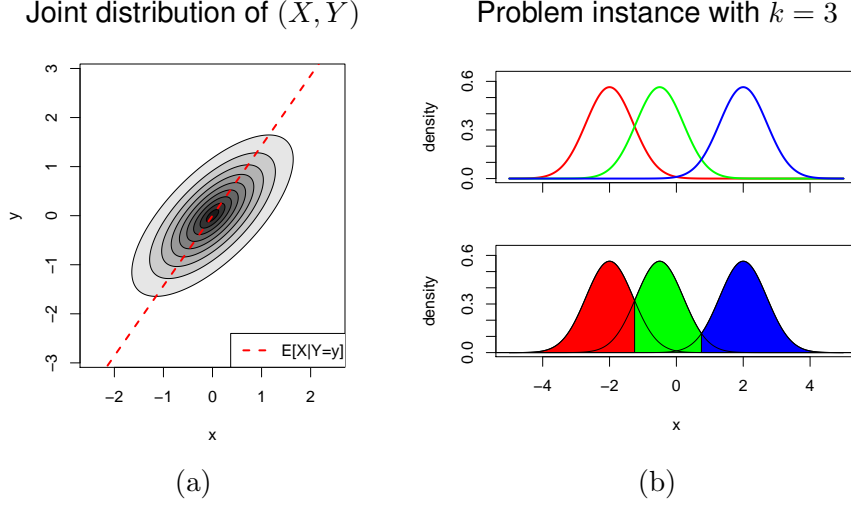 Joint distribution of (X, Y)
Problem instance with k = 3
y
3
2
1
0
−1
−2
−3
E[X|Y=y]
−2
−1
0
1
2
x
(a)
density
0.6
0.3
0.0
density
0.6
0.3
0.0
−4
−2
0
2
4
x
(b)